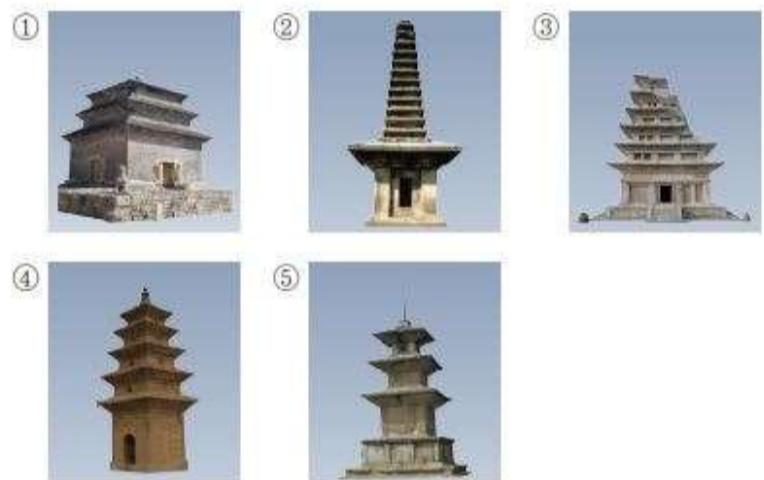 ① ② ③
④ ⑤